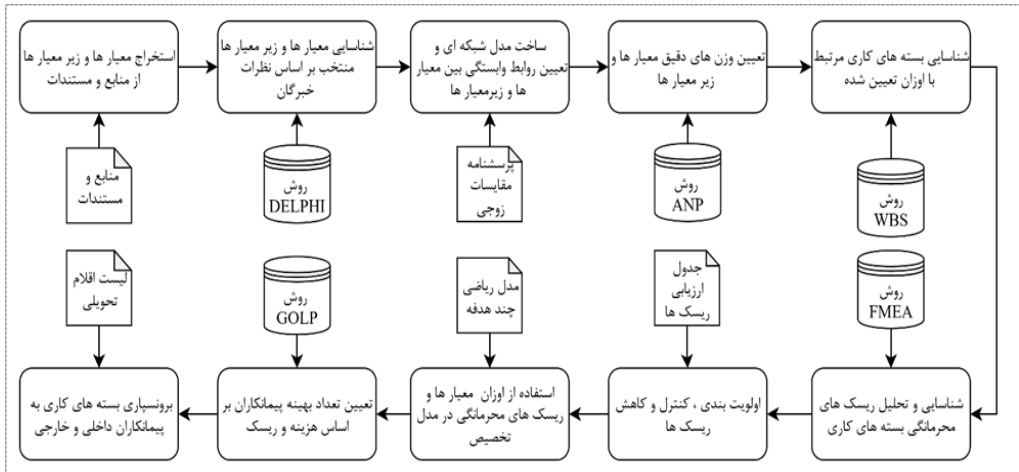 استخراج معیار ها و زیر معیار ها
از منابع و مستندات
شناسایی معیار ها و زیر معیار ها
منتخب بر اساس نظرات
خبرگان
ساخت مدل شبکه ای و
تعیین روابط وابستگی بین معیار
ها و زیرمعیار ها
تعیین وزن های دقیق معیار ها و
زیر معیار ها
شناسایی بسته های کاری مرتبط
با اوزان تعیین شده
منابع و
مستندات
روش
DELPHI
پرسشنامه
مقایسات
زوجی
روش
ANP
روش
WBS
لیست اقلام
تحویلی
روش
GOLP
مدل ریاضی
چند هدفه
جدول
ارزیابی
ریسک ها
روش
FMEA
برونسپاری بسته های کاری به
پیمانکاران داخلی و خارجی
تعیین تعداد بهینه پیمانکاران بر
اساس هزینه و ریسک
استفاده از اوزان معیار ها و
ریسک های محرمانگی در مدل
تخصیص
اولویت بندی ، کنترل و کاهش
ریسک ها
شناسایی و تحلیل ریسک های
محرمانگی بسته های کاری